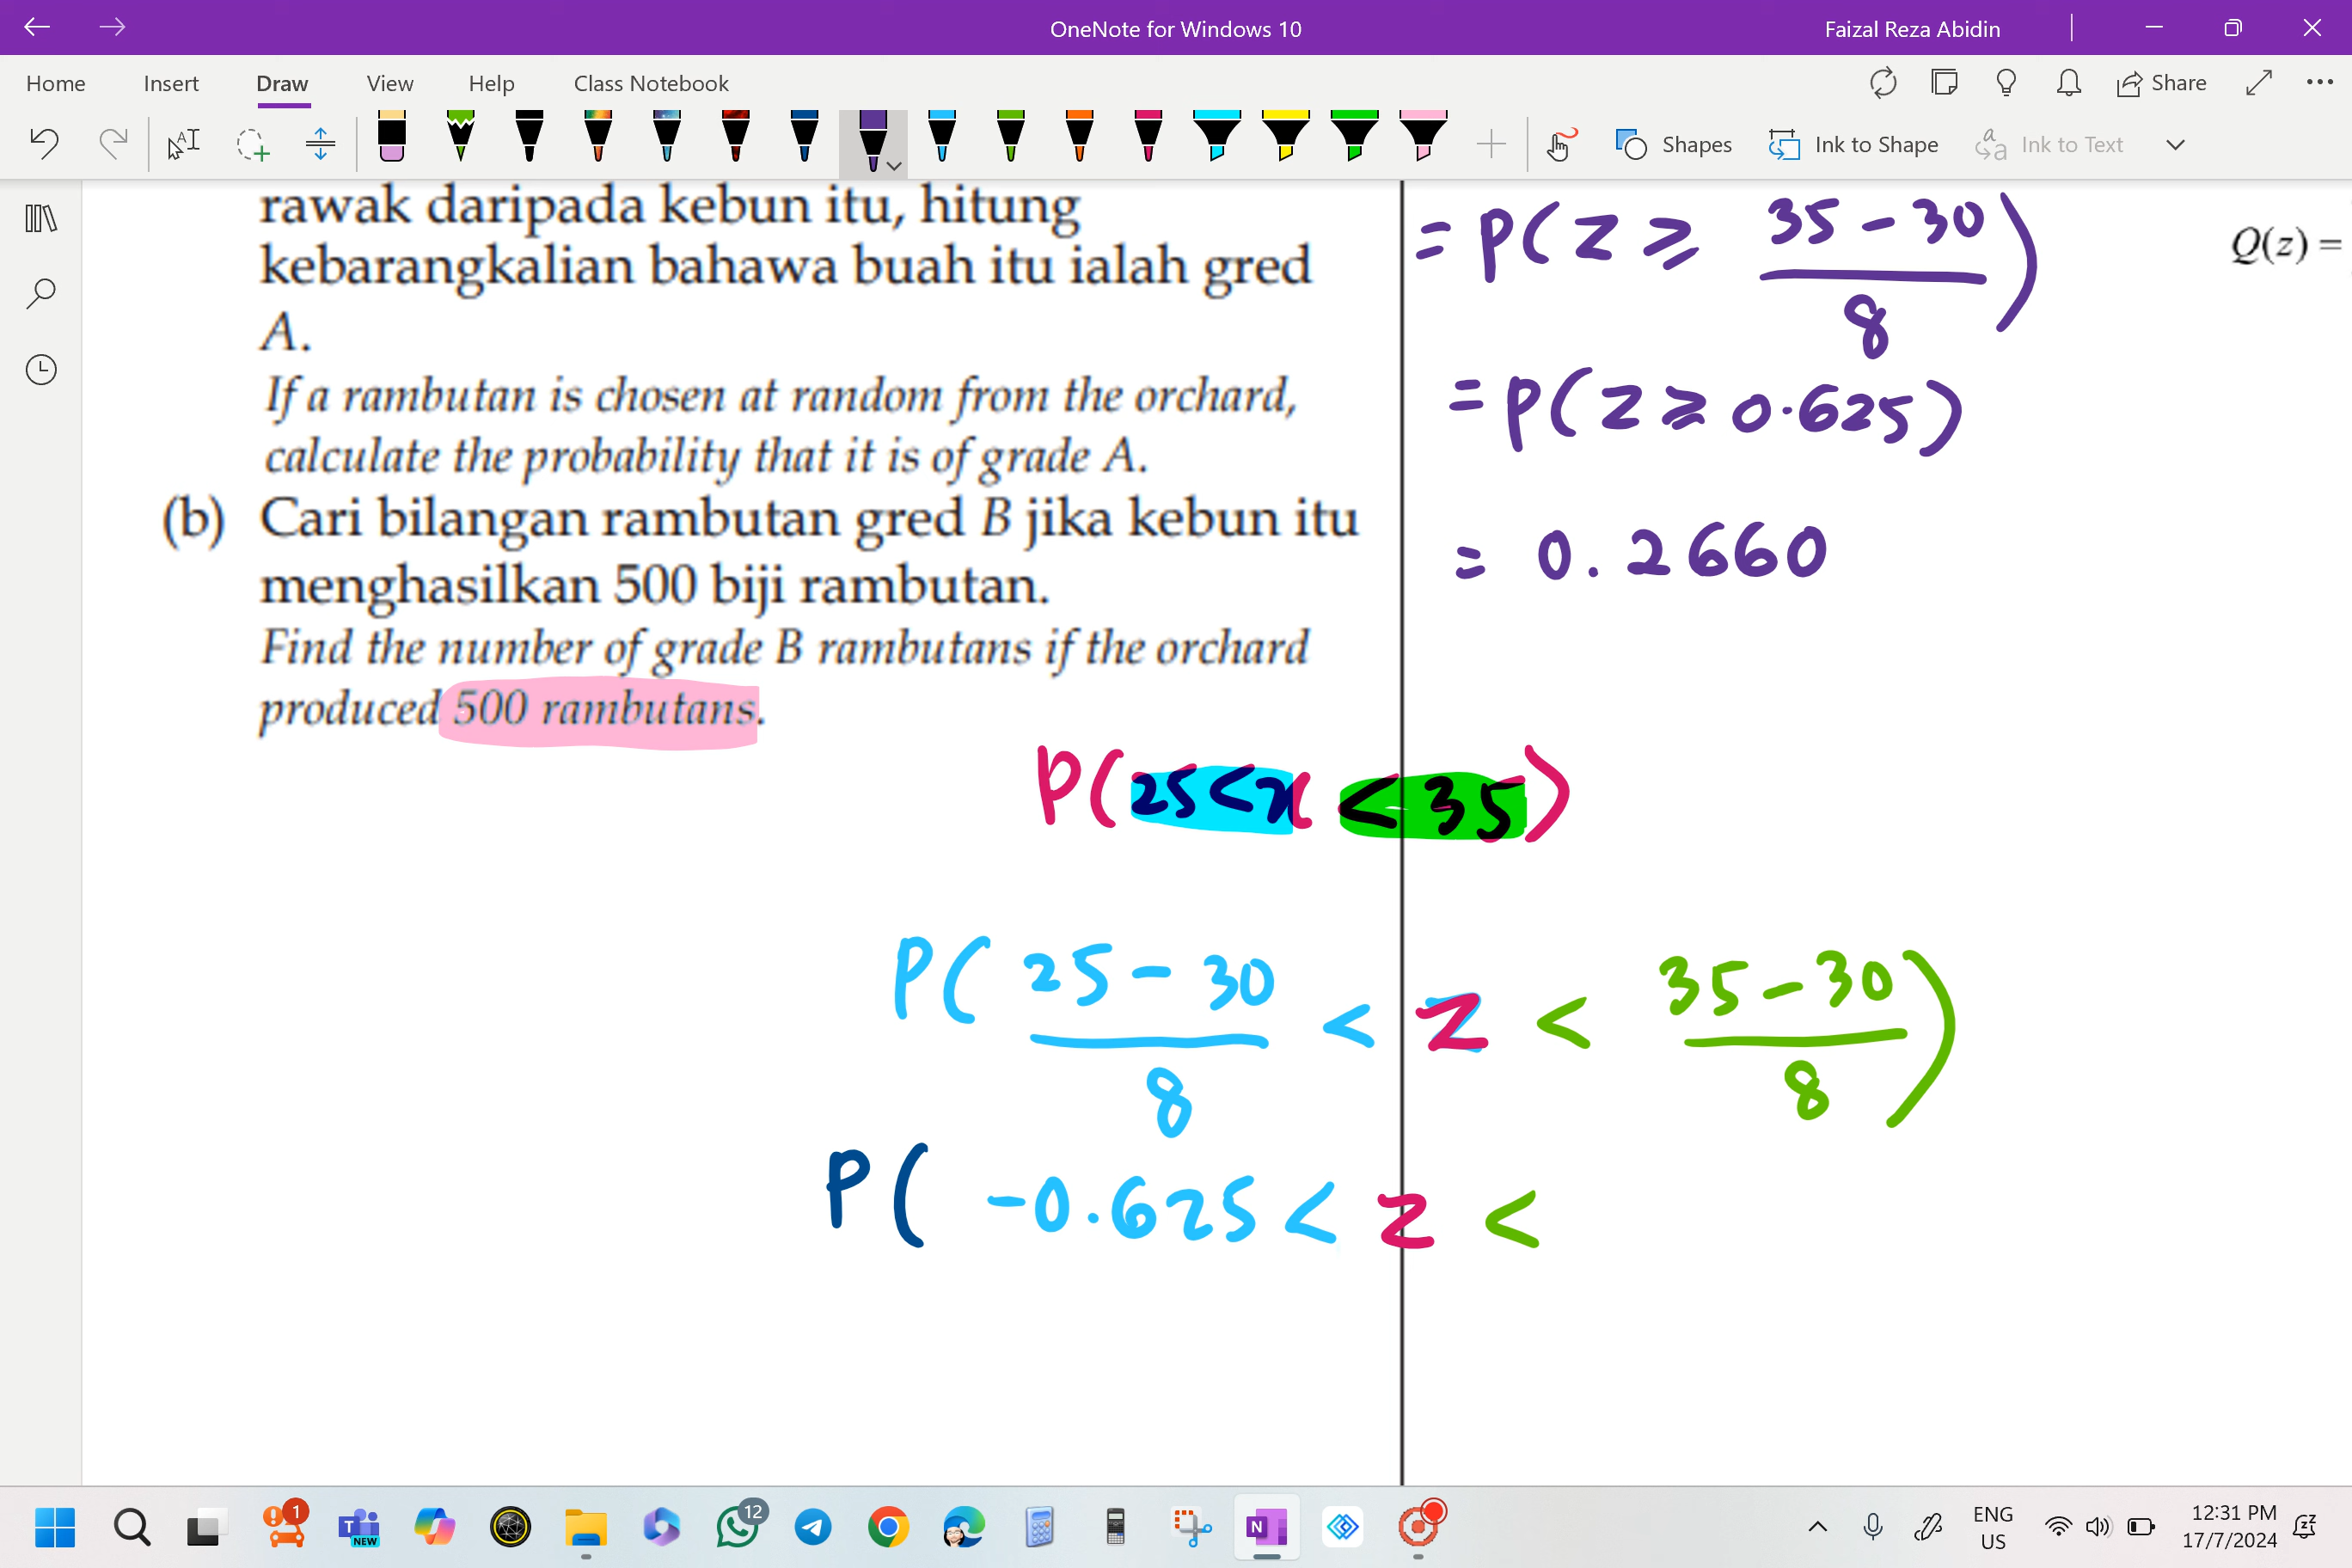 OneNote for Windows 10
Faizal Reza Abidin
Home Insert Draw View Help Class Notebook
Share
Shapes Ink to Shape Ink to Text
rawak daripada kebun itu, hitung
kebarangkalian bahawa buah itu ialah gred
A.
If a rambutan is chosen at random from the orchard,
calculate the probability that it is of grade A.
(b) Cari bilangan rambutan gred B jika kebun itu
menghasilkan 500 biji rambutan.
Find the number of grade B rambutans if the orchard
produced 500 rambutans.
= P(Z ≥ 35 - 30 / 8)
= P(Z ≥ 0.625)
= 0.2660
Q(z) =
P(25 < x < 35)
P(25 - 30 / 8 < Z < 35 - 30 / 8)
P( -0.625 < Z <
1
T
NEW
12
N
ENG
US
12:31 PM
17/7/2024